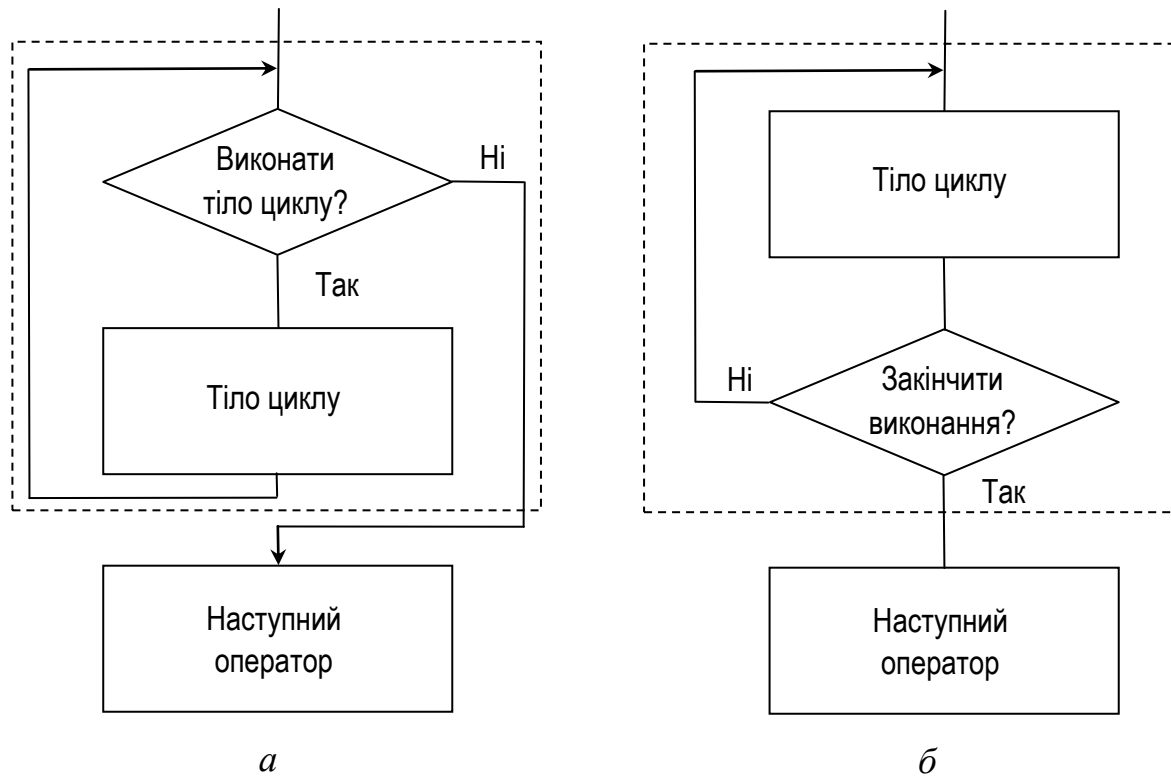 Виконати
тіло циклу?
Ні
Так
Тіло циклу
Наступний
оператор
а
Тіло циклу
Ні
Закінчити
виконання?
Так
Наступний
оператор
б